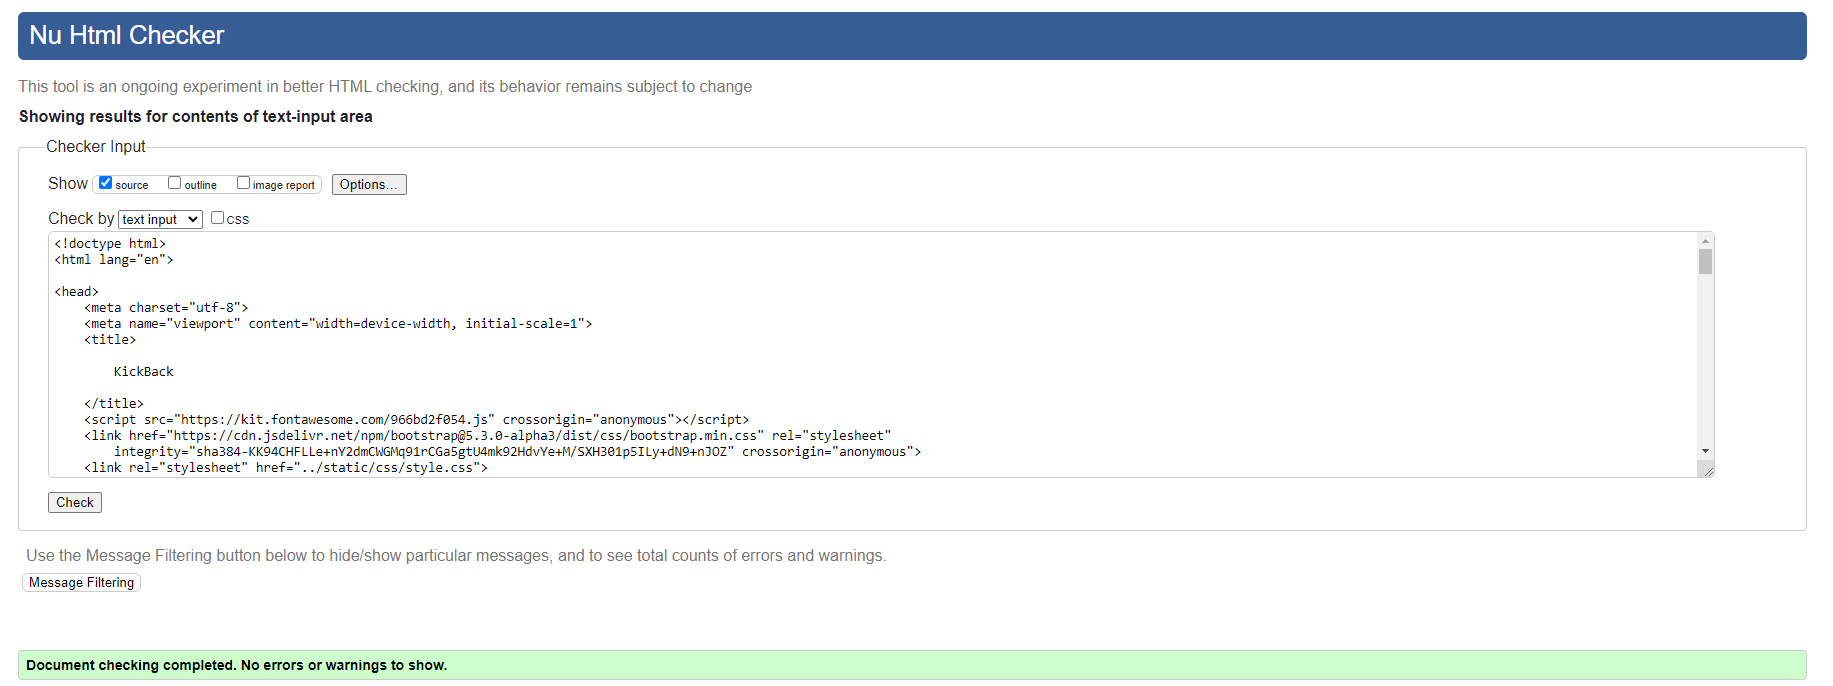 Nu Html Checker
This tool is an ongoing experiment in better HTML checking, and its behavior remains subject to change
Showing results for contents of text-input area
Checker Input
Show source outline image report Options...
Check by text input css
<!doctype html>
<html lang="en">
<head>
<meta charset="utf-8">
<meta name="viewport" content="width=device-width, initial-scale=1">
<title>
KickBack
</title>
<script src="https://kit.fontawesome.com/966bd2f054.js" crossorigin="anonymous"></script>
<link href="https://cdn.jsdelivr.net/npm/bootstrap@5.3.0-alpha3/dist/css/bootstrap.min.css" rel="stylesheet"
integrity="sha384-KK94CHFLLe+nY2dmCWGMq91rCGa5gtU4mk92HdvYe+M/SXH301p5ILy+dN9+nJOZ" crossorigin="anonymous">
<link rel="stylesheet" href="../static/css/style.css">
Check
Use the Message Filtering button below to hide/show particular messages, and to see total counts of errors and warnings.
Message Filtering
Document checking completed. No errors or warnings to show.